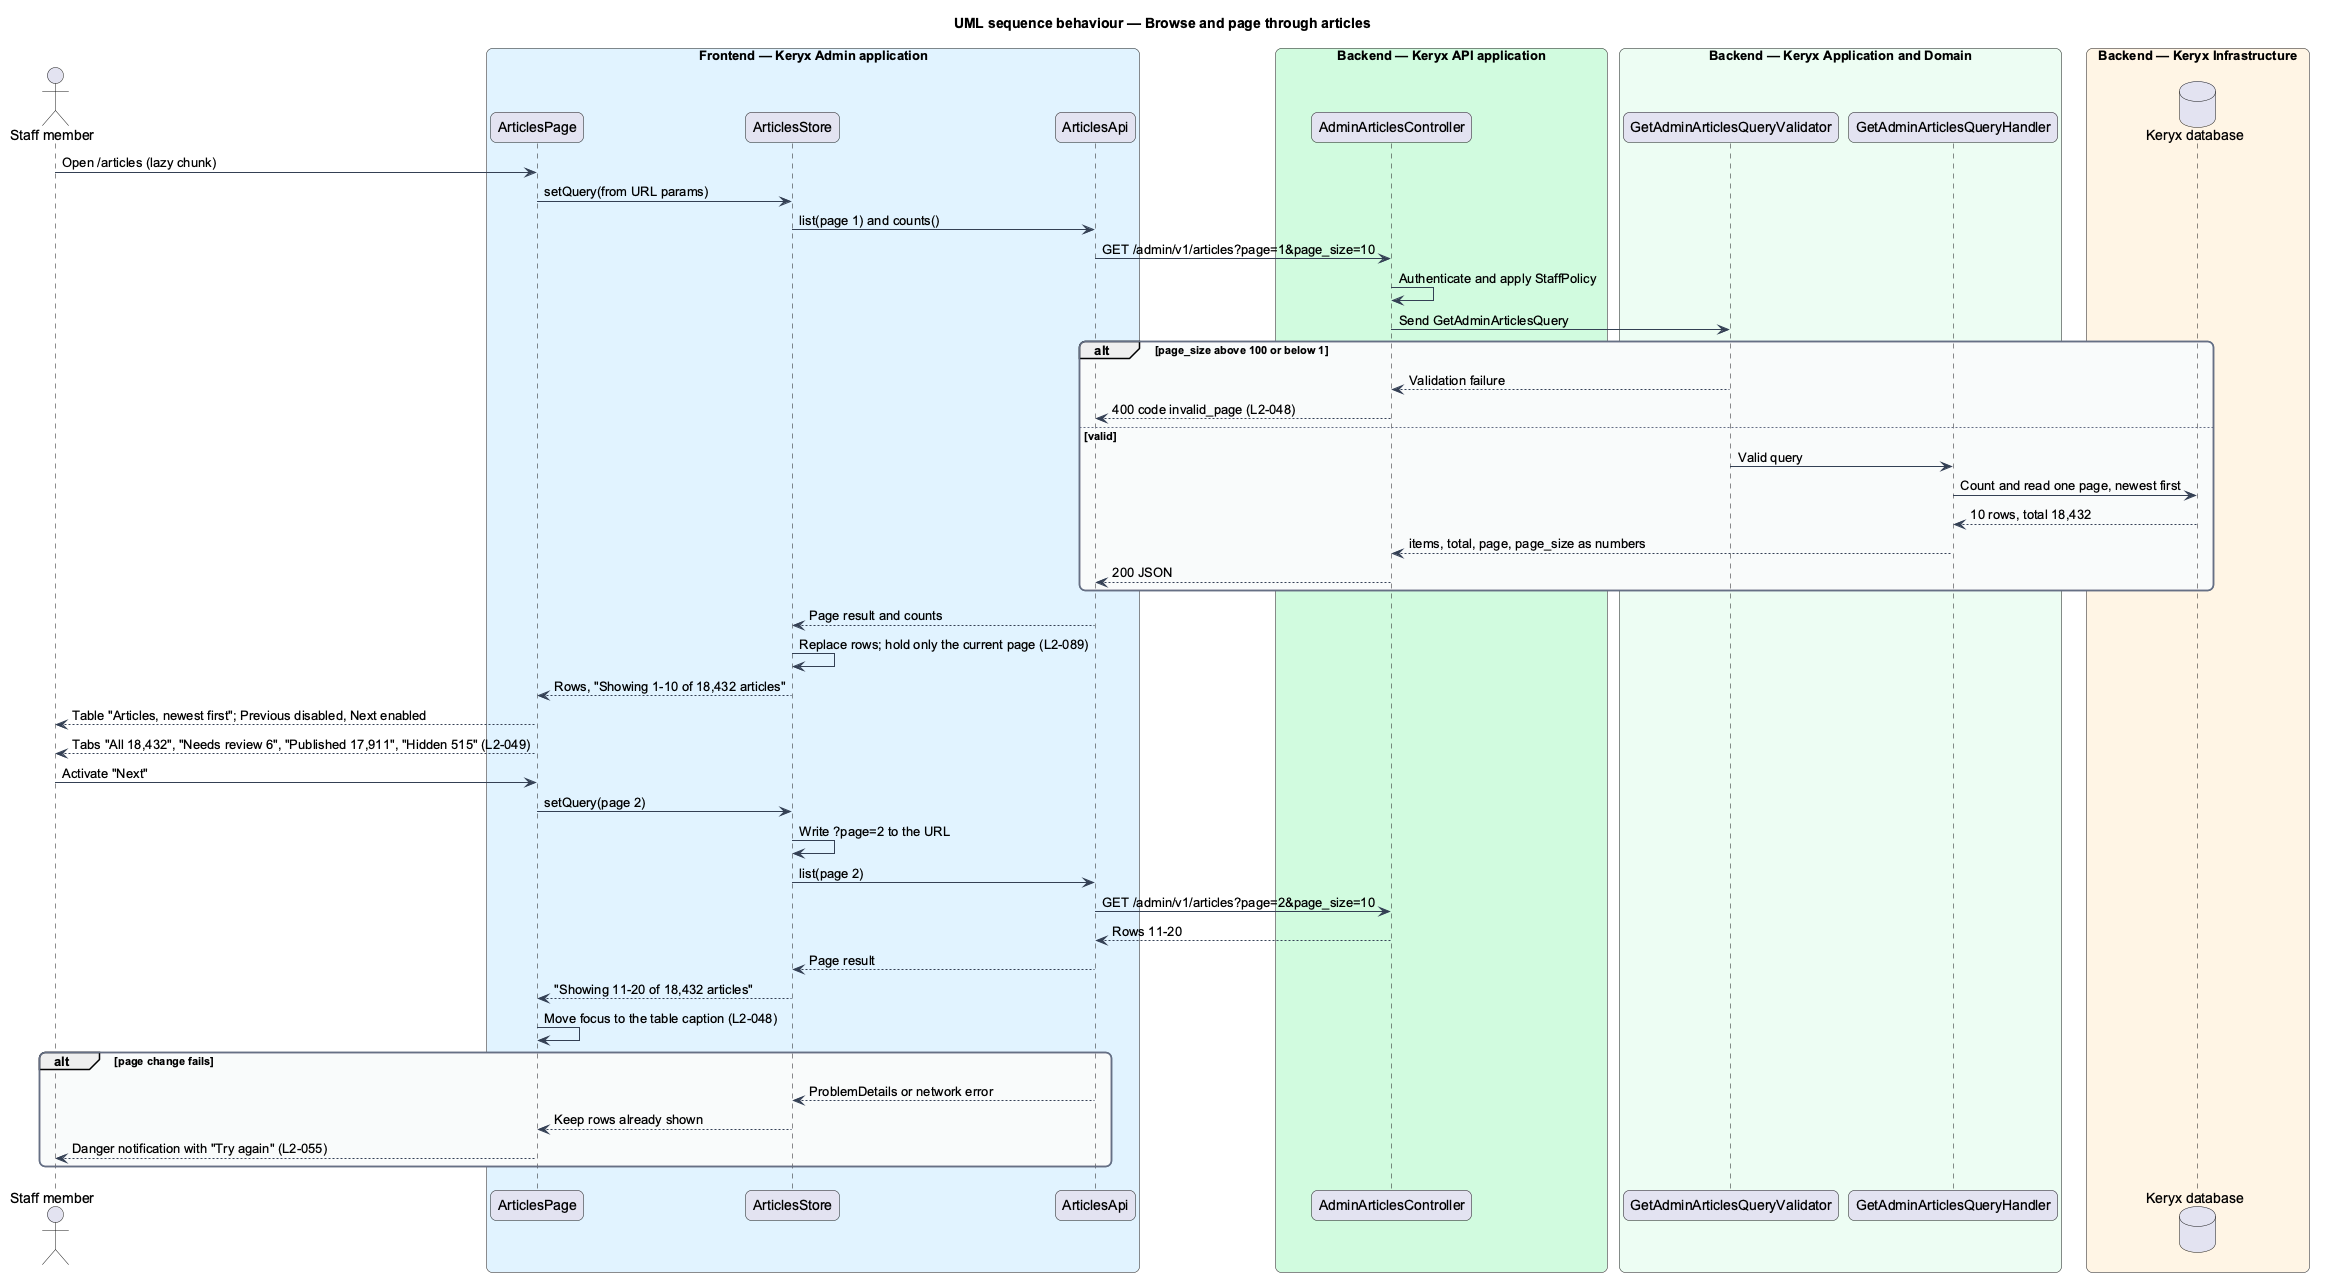 UML sequence behaviour — Browse and page through articles
Frontend — Keryx Admin application
Backend — Keryx API application
Backend — Keryx Application and Domain
Backend — Keryx Infrastructure
Staff member
ArticlesPage
ArticlesStore
ArticlesApi
AdminArticlesController
GetAdminArticlesQueryValidator
GetAdminArticlesQueryHandler
Keryx database
Open /articles (lazy chunk)
setQuery(from URL params)
list(page 1) and counts()
GET /admin/v1/articles?page=1&page_size=10
Authenticate and apply StaffPolicy
Send GetAdminArticlesQuery
alt
[page_size above 100 or below 1]
Validation failure
400 code invalid_page (L2-048)
[valid]
Valid query
Count and read one page, newest first
10 rows, total 18,432
items, total, page, page_size as numbers
200 JSON
Page result and counts
Replace rows; hold only the current page (L2-089)
Rows, "Showing 1-10 of 18,432 articles"
Table "Articles, newest first"; Previous disabled, Next enabled
Tabs "All 18,432", "Needs review 6", "Published 17,911", "Hidden 515" (L2-049)
Activate "Next"
setQuery(page 2)
Write ?page=2 to the URL
list(page 2)
GET /admin/v1/articles?page=2&page_size=10
Rows 11-20
Page result
"Showing 11-20 of 18,432 articles"
Move focus to the table caption (L2-048)
alt
[page change fails]
ProblemDetails or network error
Keep rows already shown
Danger notification with "Try again" (L2-055)
Staff member
ArticlesPage
ArticlesStore
ArticlesApi
AdminArticlesController
GetAdminArticlesQueryValidator
GetAdminArticlesQueryHandler
Keryx database